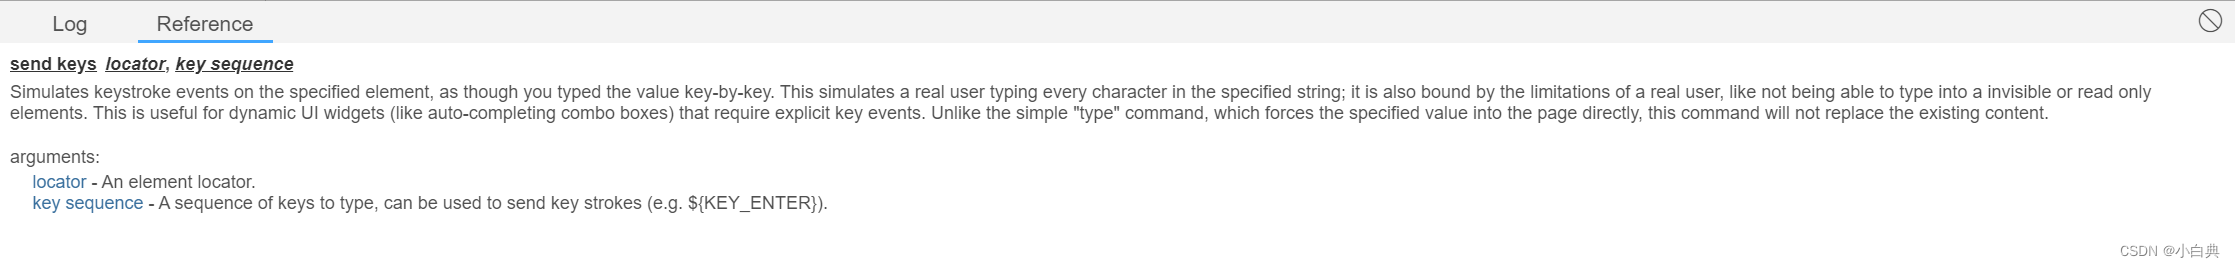 Log Reference
send keys locator, key sequence
Simulates keystroke events on the specified element, as though you typed the value key-by-key. This simulates a real user typing every character in the specified string; it is also bound by the limitations of a real user, like not being able to type into a invisible or read only
elements. This is useful for dynamic UI widgets (like auto-completing combo boxes) that require explicit key events. Unlike the simple "type" command, which forces the specified value into the page directly, this command will not replace the existing content.
arguments:
locator - An element locator.
key sequence - A sequence of keys to type, can be used to send key strokes (e.g. ${KEY_ENTER}).
CSDN @小白典